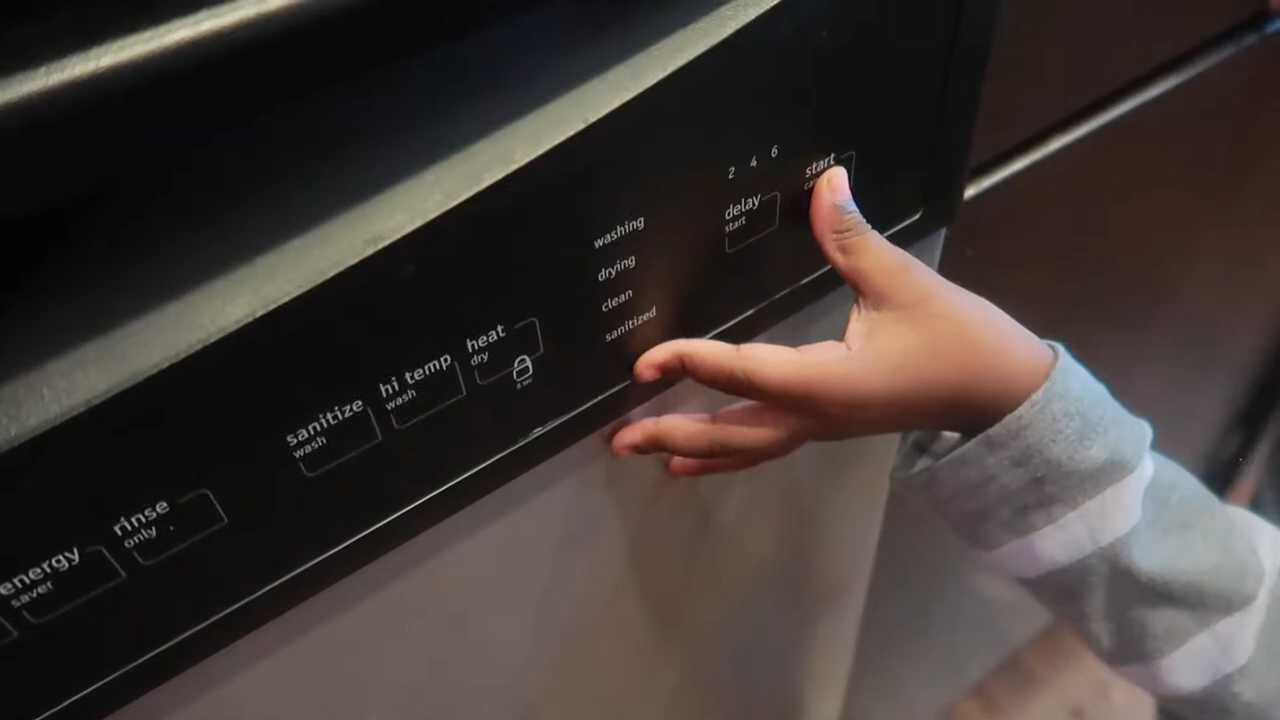 energy
saver
rinse
only
sanitize
wash
hi temp
wash
heat
dry
washing
drying
clean
sanitized
2 4 6
delay
start
start